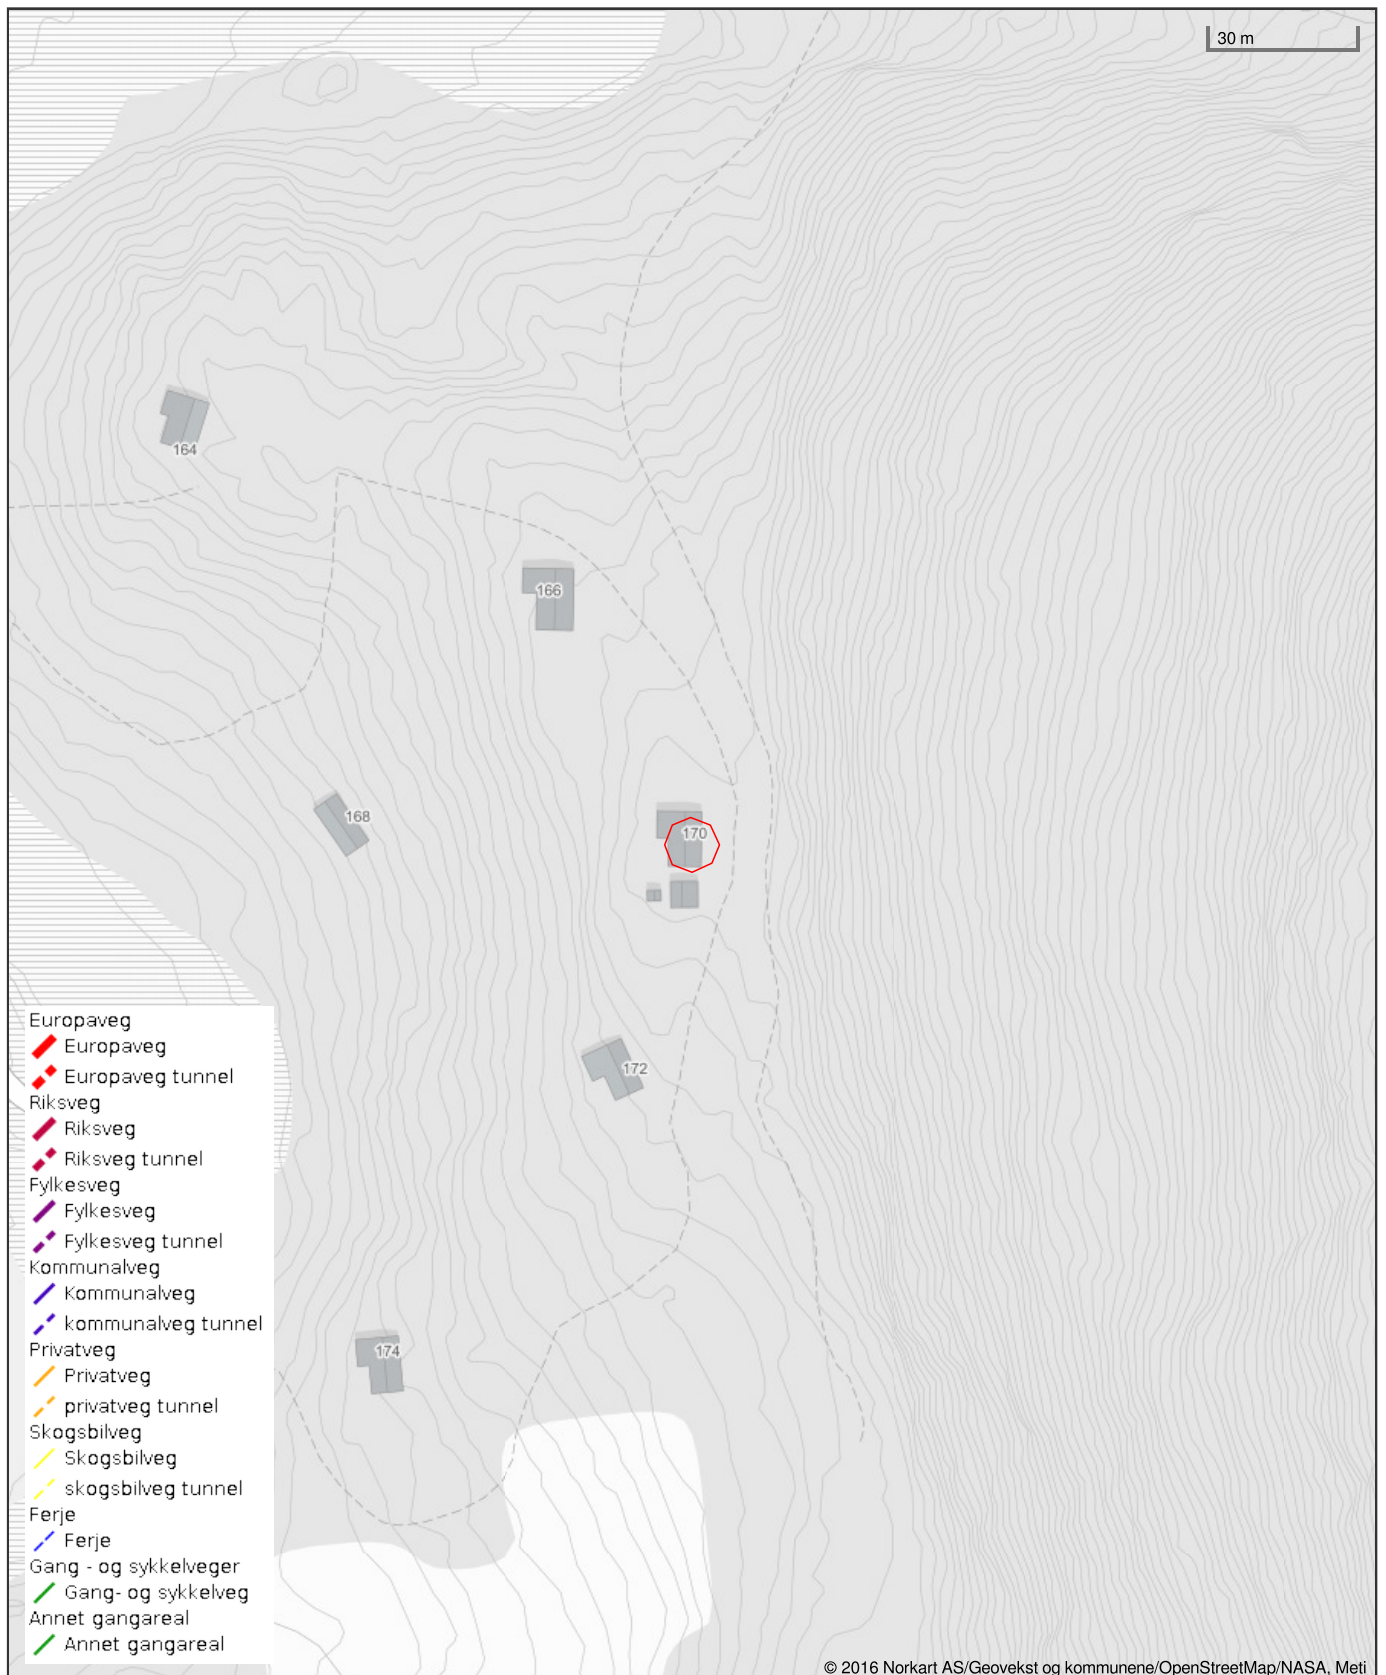 30 m
164
166
168
170
172
174
Europaveg
Europaveg
Europaveg tunnel
Riksveg
Riksveg
Riksveg tunnel
Fylkesveg
Fylkesveg
Fylkesveg tunnel
Kommunalveg
Kommunalveg
kommunalveg tunnel
Privatveg
Privatveg
privatveg tunnel
Skogsbilveg
Skogsbilveg
skogsbilveg tunnel
Ferje
Ferje
Gang - og sykkelveger
Gang- og sykkelveg
Annet gangareal
Annet gangareal
© 2016 Norkart AS/Geovekst og kommunene/OpenStreetMap/NASA, Meti